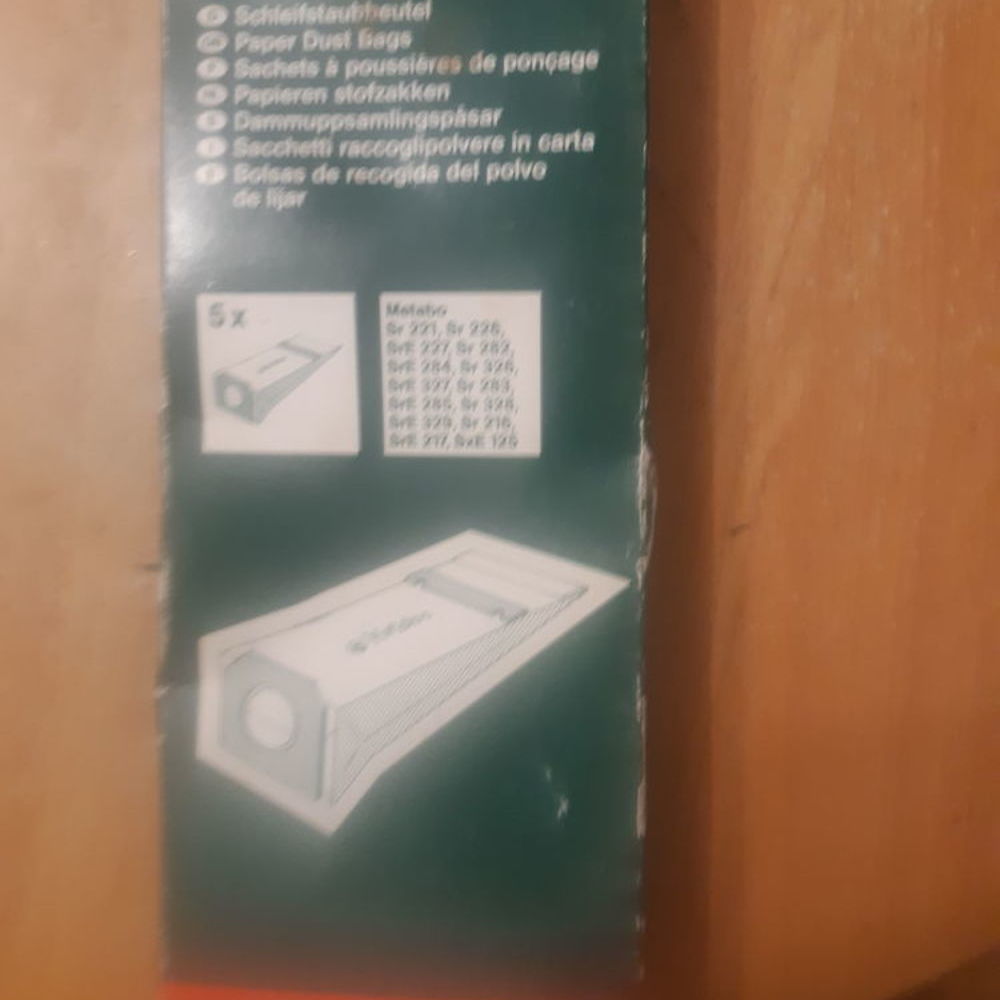 Schleifstaubbeutel
Paper Dust Bags
Sachets à poussières de ponçage
Papieren stofzakken
Dammuppsamlingspåsar
Sacchetti raccoglipolvere in carta
Bolsas de recogida del polvo
de lijar
5 x
Metabo
Sr 221, Sr 226,
SrE 227, Sr 282,
SrE 284, Sr 326,
SrE 327, Sr 283,
SrE 285, Sr 328,
SrE 329, Sr 216,
SrE 217, SxE 125
metabo